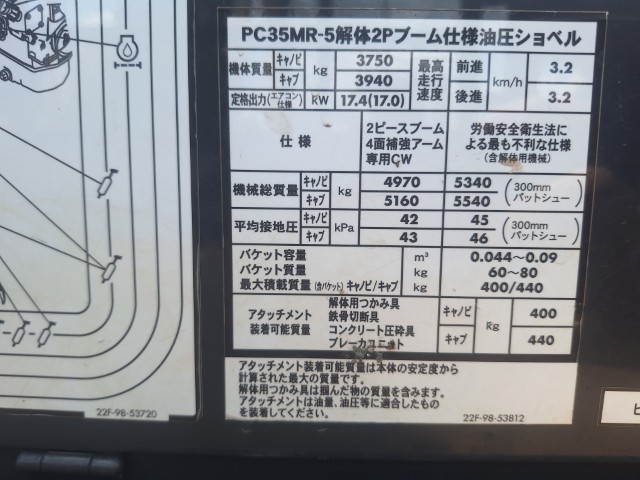 PC35MR-5解体2Pブーム仕様油圧ショベル
機体質量 キャノピ kg 3750 最高走行速度 前進 km/h 3.2
キャブ 3940 後進 3.2
定格出力(エアコン仕様) kW 17.4(17.0)
仕様 2ピースブーム 4面補強アーム 専用CW 労働安全衛生法による最も不利な仕様 (含解体用機械)
機械総質量 キャノピ kg 4970 5340 (300mm パットシュー)
キャブ 5160 5540
平均接地圧 キャノピ kPa 42 45 (300mm パットシュー)
キャブ 43 46
バケット容量 m³ 0.044〜0.09
バケット質量 kg 60〜80
最大積載質量(含バケット) キャノピ/キャブ kg 400/440
アタッチメント装着可能質量 解体用つかみ具 鉄骨切断具 コンクリート圧砕具 ブレーカユニット キャノピ kg 400
キャブ 440
アタッチメント装着可能質量は本体の安定度から
計算された最大の質量です。
解体用つかみ具は掴んだ物の質量を含みます。
アタッチメントは油量、油圧等に適合したもの
を装着してください。
22F-98-53812
22F-98-53720
ピ